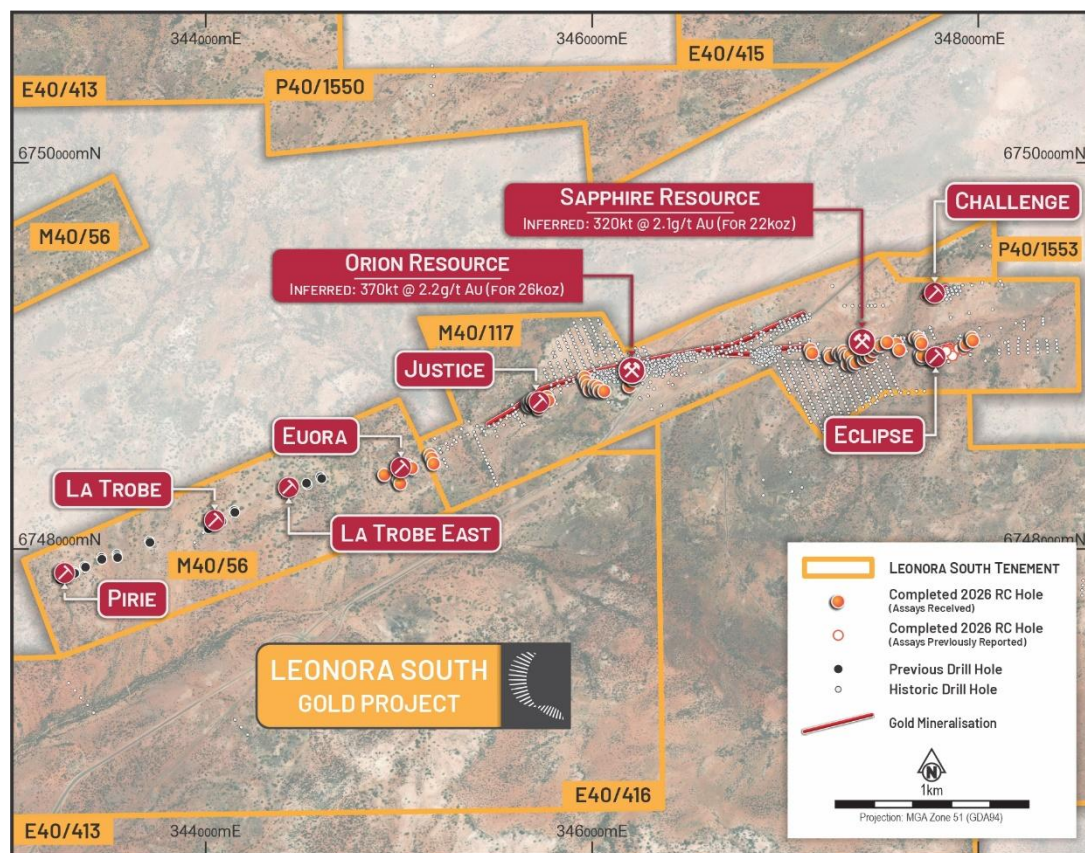 344000mE
346000mE
348000mE
E40/413
P40/1550
E40/415
6750000mN
6750000mN
M40/56
SAPPHIRE RESOURCE
INFERRED: 320kt @ 2.1g/t Au (FOR 22koz)
CHALLENGE
P40/1553
ORION RESOURCE
INFERRED: 370kt @ 2.2g/t Au (FOR 26koz)
M40/117
JUSTICE
EUORA
ECLIPSE
LA TROBE
LA TROBE EAST
6748000mN
6748000mN
M40/56
PIRIE
LEONORA SOUTH
GOLD PROJECT
LEONORA SOUTH TENEMENT
Completed 2026 RC Hole
(Assays Received)
Completed 2026 RC Hole
(Assays Previously Reported)
Previous Drill Hole
Historic Drill Hole
Gold Mineralisation
N
1km
Projection: MGA Zone 51 (GDA94)
E40/416
E40/413
344000mE
346000mE